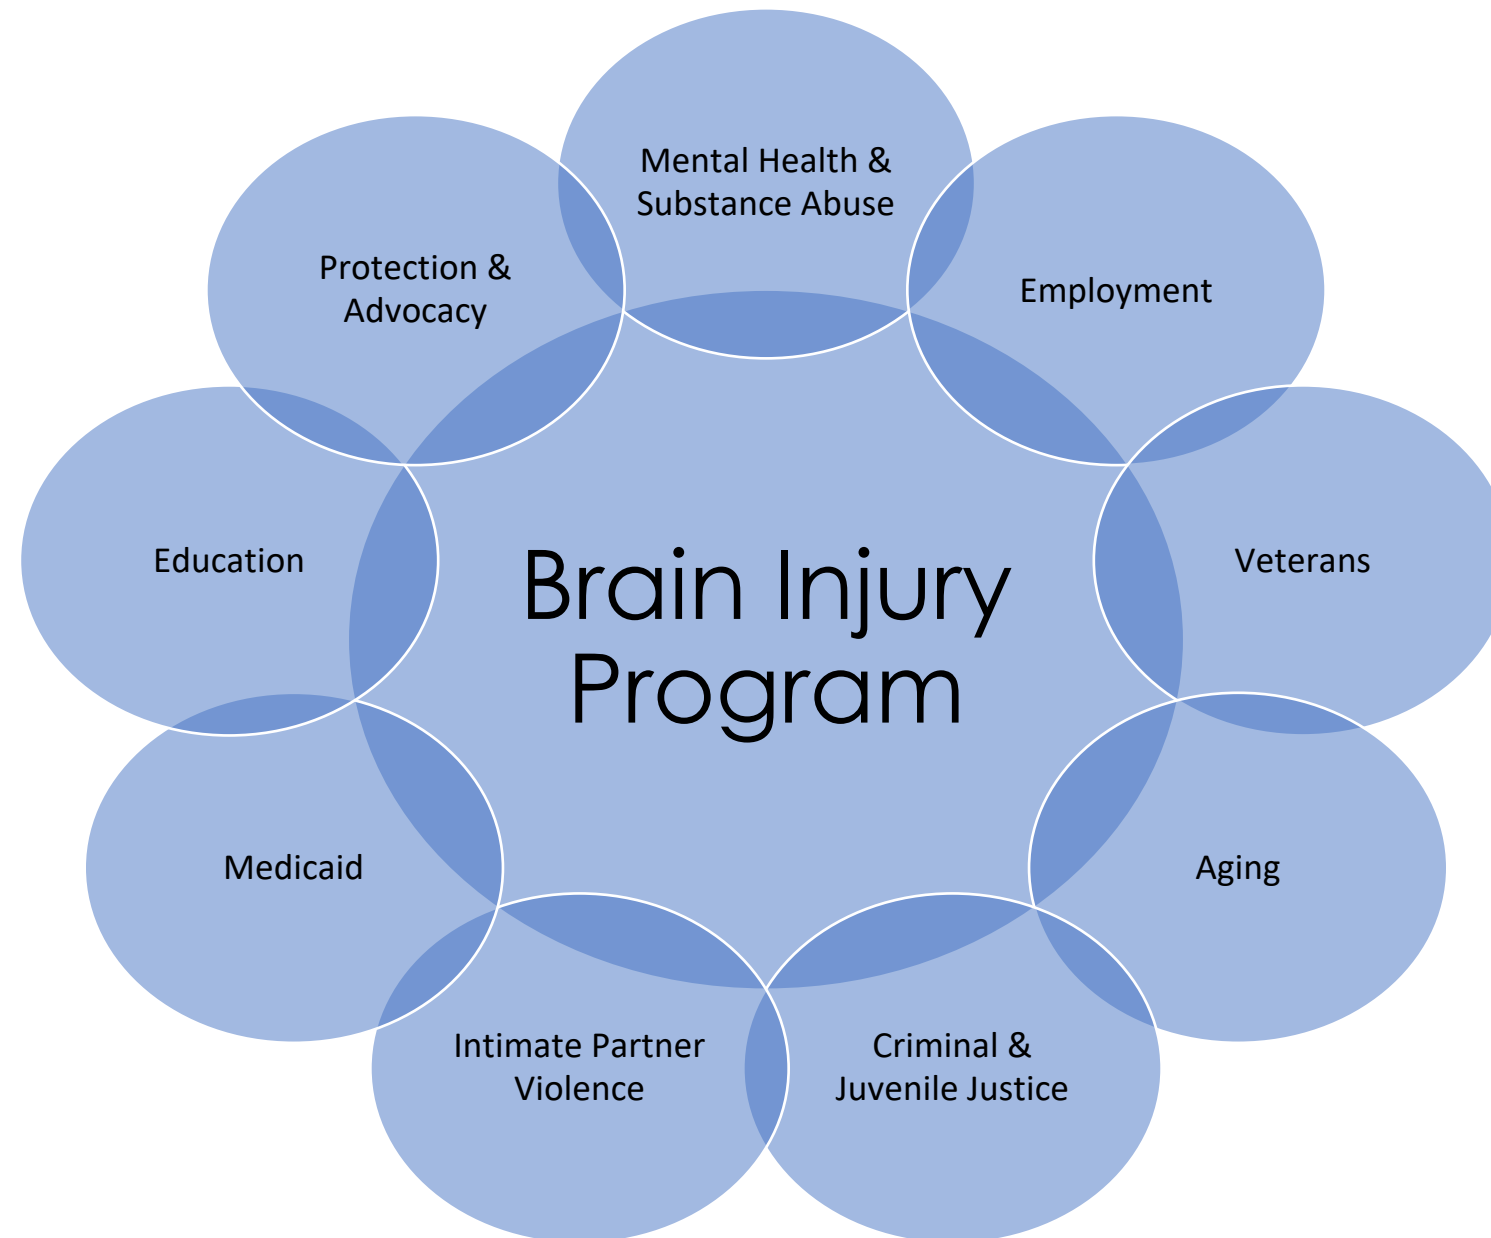 Mental Health &
Substance Abuse
Protection &
Advocacy
Employment
Education
Brain Injury
Program
Veterans
Medicaid
Aging
Intimate Partner
Violence
Criminal &
Juvenile Justice